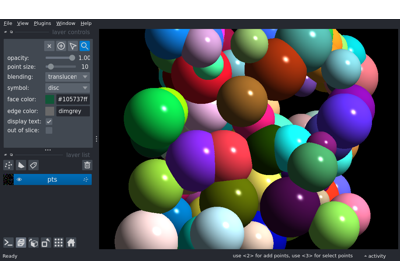 File View Plugins Window Help
layer controls
opacity: 1.00
point size: 10
blending: translucen
symbol: disc
face color: #105737ff
edge color: dimgrey
display text:
out of slice:
layer list
pts
Ready
use <2> for add points, use <3> for select points
activity